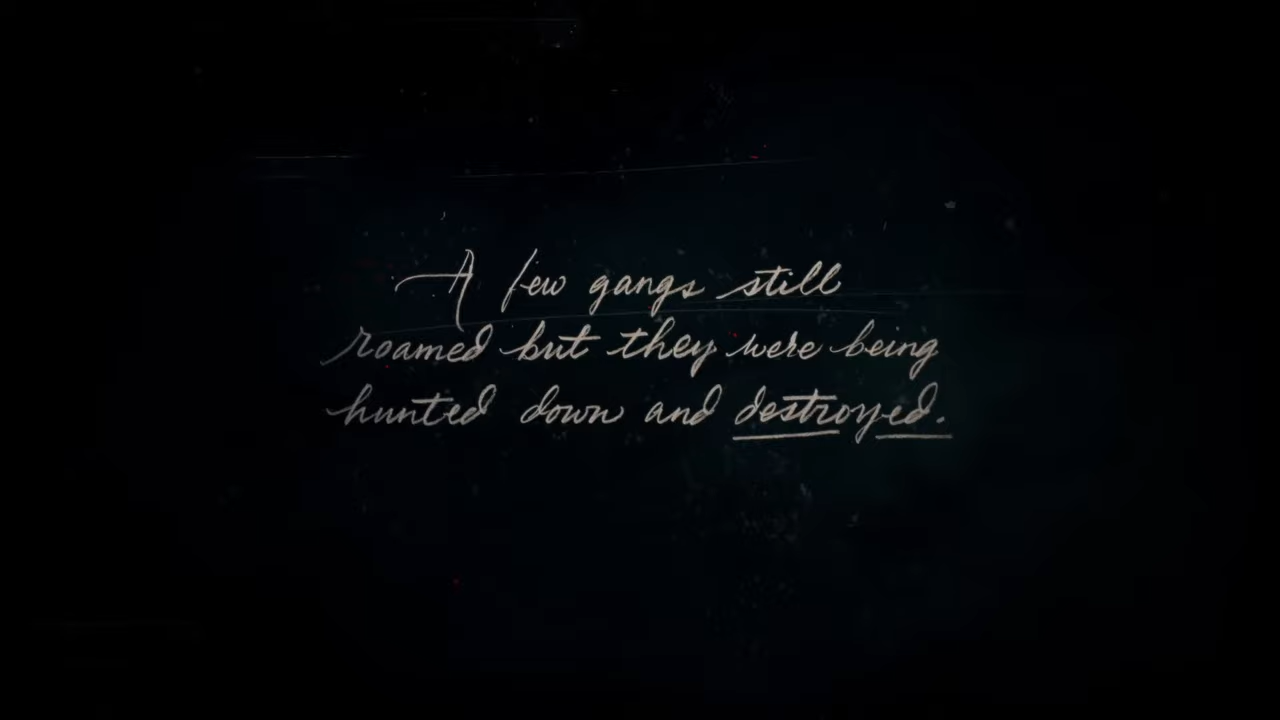 A few gangs still
roamed but they were being
hunted down and destroyed.